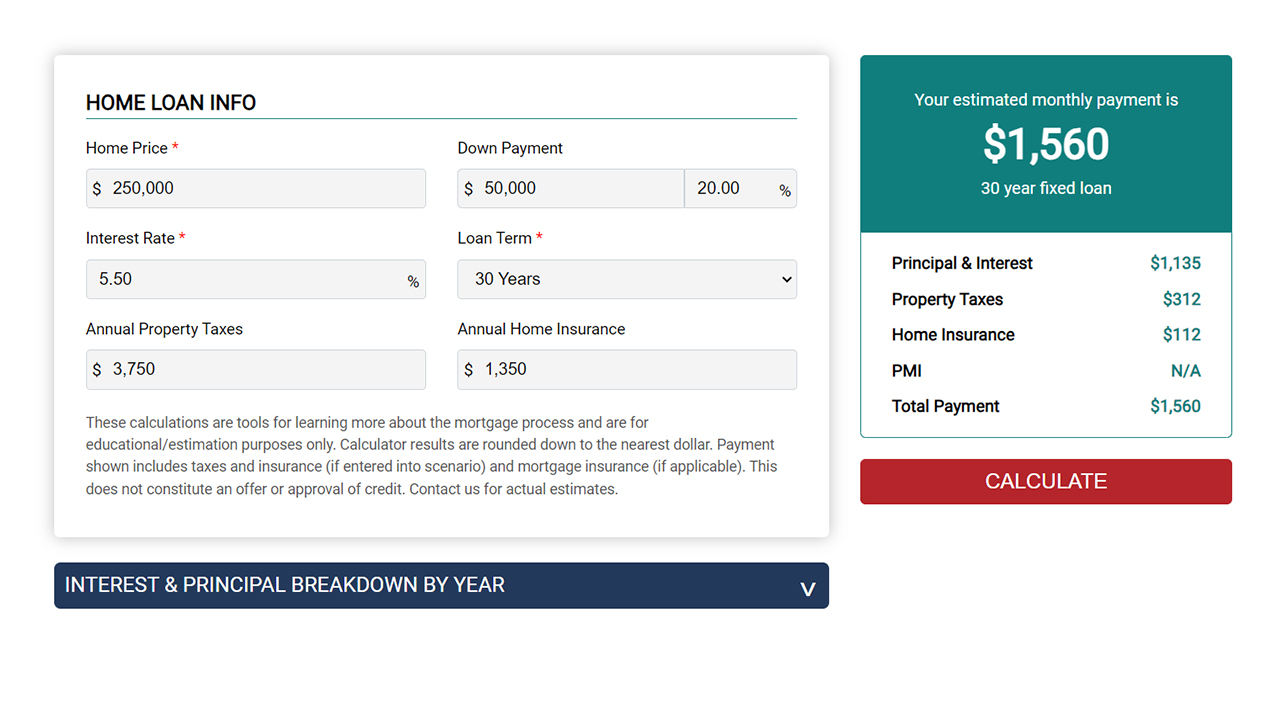 HOME LOAN INFO
Home Price *
Down Payment
$ 250,000
$ 50,000
20.00 %
Interest Rate *
Loan Term *
5.50 %
30 Years
Annual Property Taxes
Annual Home Insurance
$ 3,750
$ 1,350
These calculations are tools for learning more about the mortgage process and are for
educational/estimation purposes only. Calculator results are rounded down to the nearest dollar. Payment
shown includes taxes and insurance (if entered into scenario) and mortgage insurance (if applicable). This
does not constitute an offer or approval of credit. Contact us for actual estimates.
INTEREST & PRINCIPAL BREAKDOWN BY YEAR
Your estimated monthly payment is
$1,560
30 year fixed loan
Principal & Interest $1,135
Property Taxes $312
Home Insurance $112
PMI N/A
Total Payment $1,560
CALCULATE